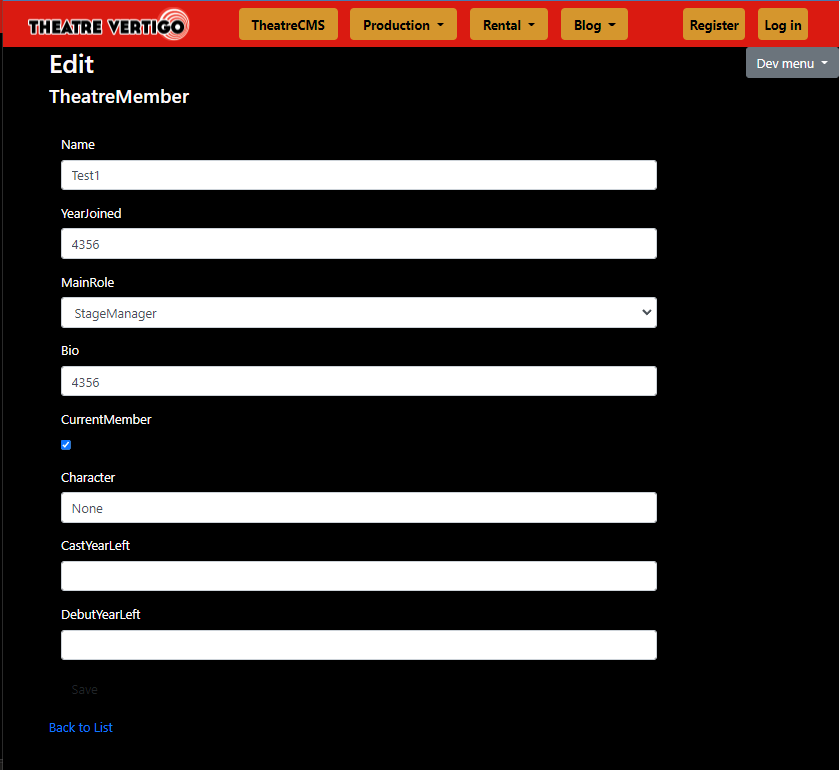 THEATRE VERTIGO
TheatreCMS
Production
Rental
Blog
Register
Log in
Edit
Dev menu
TheatreMember
Name
Test1
YearJoined
4356
MainRole
StageManager
Bio
4356
CurrentMember
Character
None
CastYearLeft
DebutYearLeft
Save
Back to List